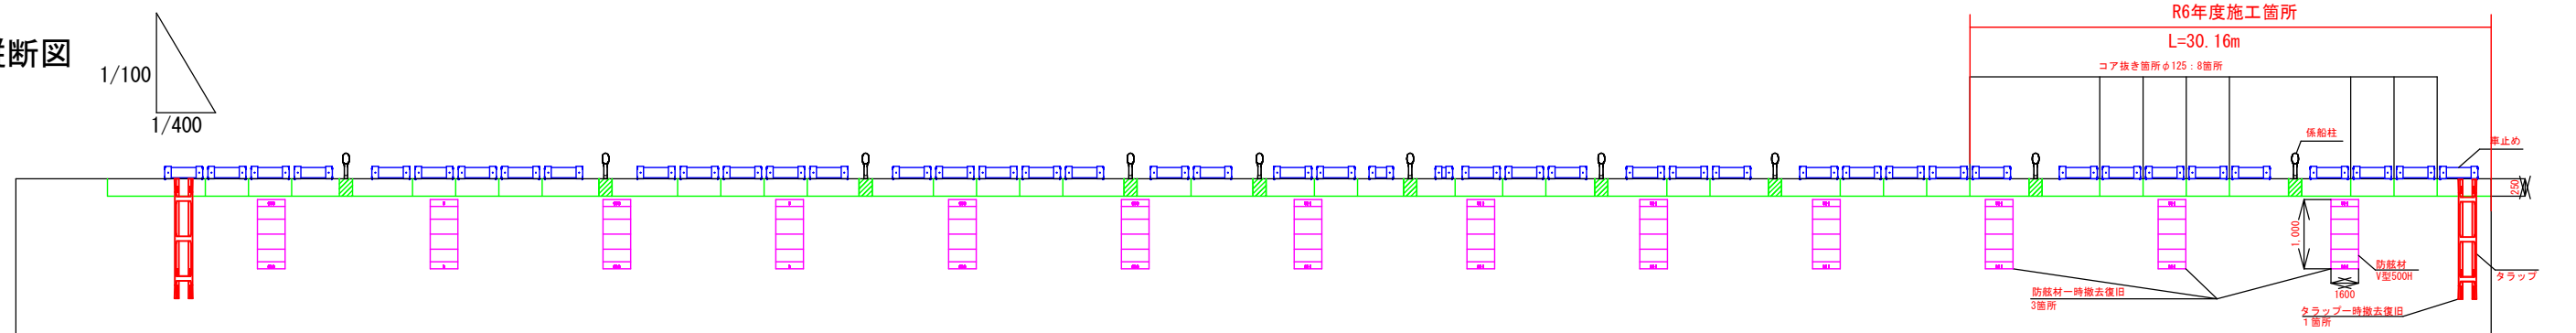 縦断図
1/100
1/400
R6年度施工箇所
L=30.16m
コア抜き箇所φ125：8箇所
係船柱
車止め
250
1.000
防舷材
V型500H
タラップ
1600
防舷材一時撤去復旧
3箇所
タラップ一時撤去復旧
1箇所